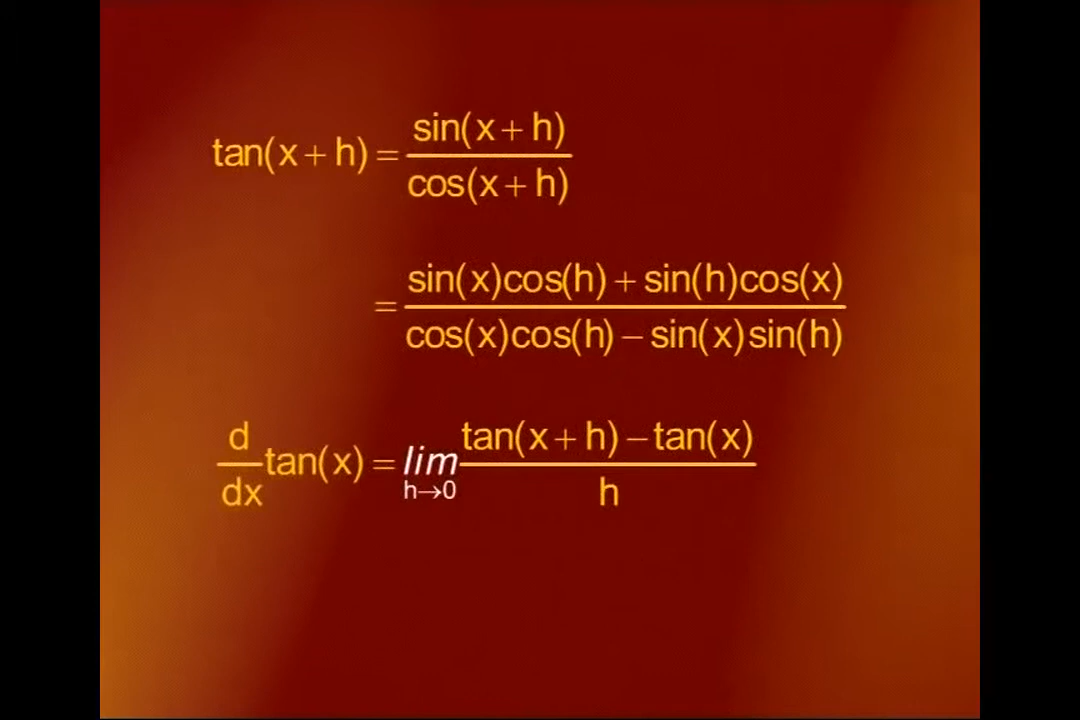 tan(x + h) = sin(x + h) / cos(x + h)
= sin(x)cos(h) + sin(h)cos(x) / cos(x)cos(h) – sin(x)sin(h)
d/dx tan(x) = lim h→0 tan(x + h) – tan(x) / h